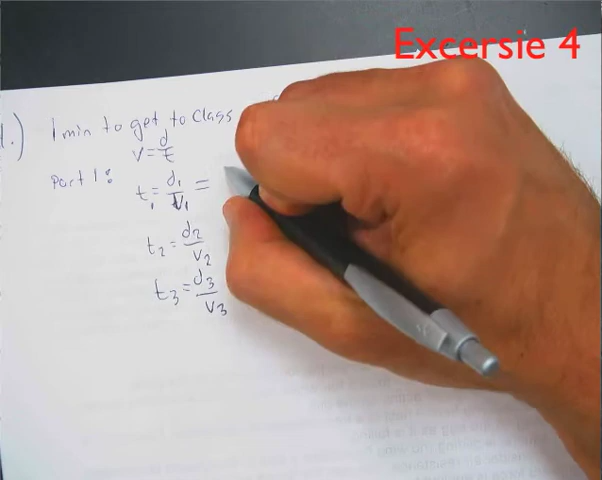 Excersie 4
1.) 1 min to get to Class
v = d/t
Part 1:
t₁ = d₁/v₁ =
t₂ = d₂/v₂
t₃ = d₃/v₃